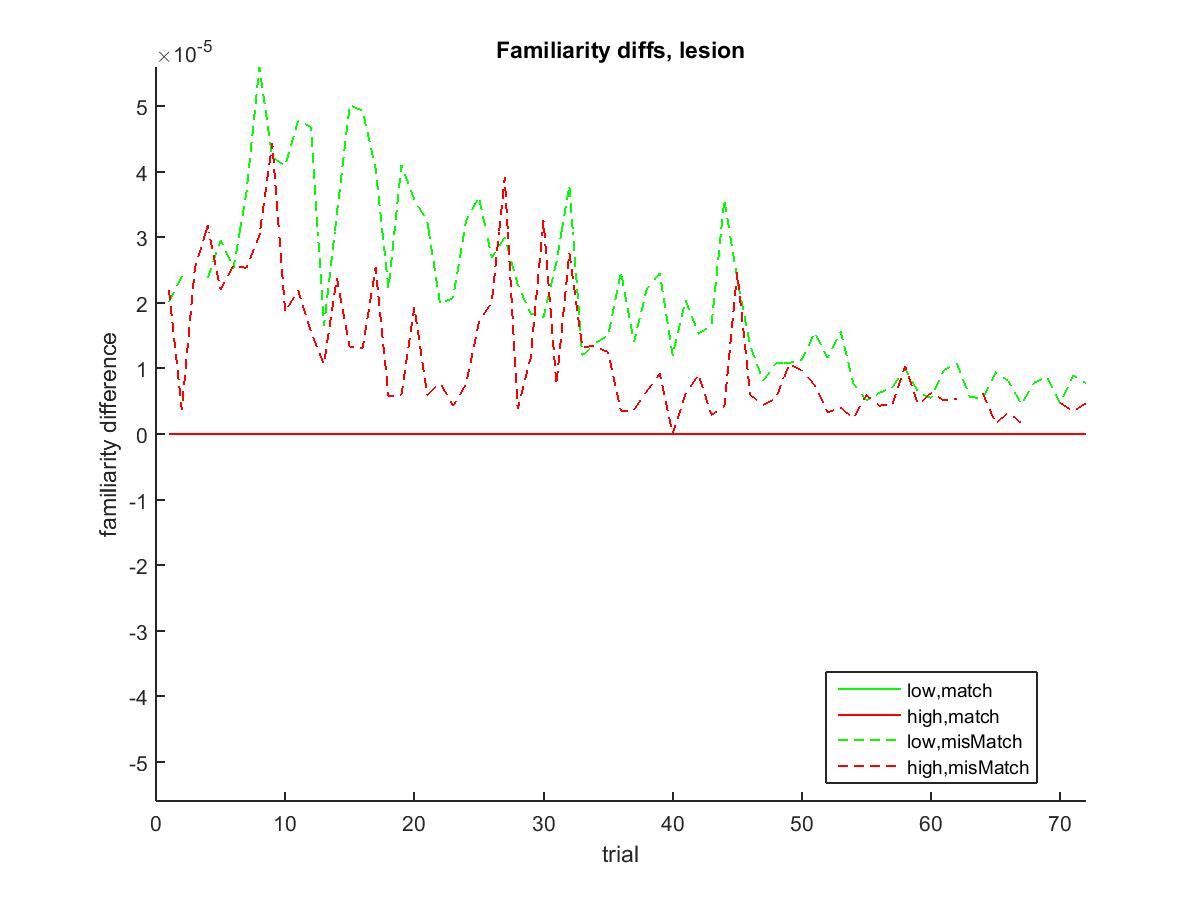 Familiarity diffs, lesion
×10-5
5
4
3
2
1
0
-1
-2
-3
-4
-5
familiarity difference
0 10 20 30 40 50 60 70
trial
low,match
high,match
low,misMatch
high,misMatch